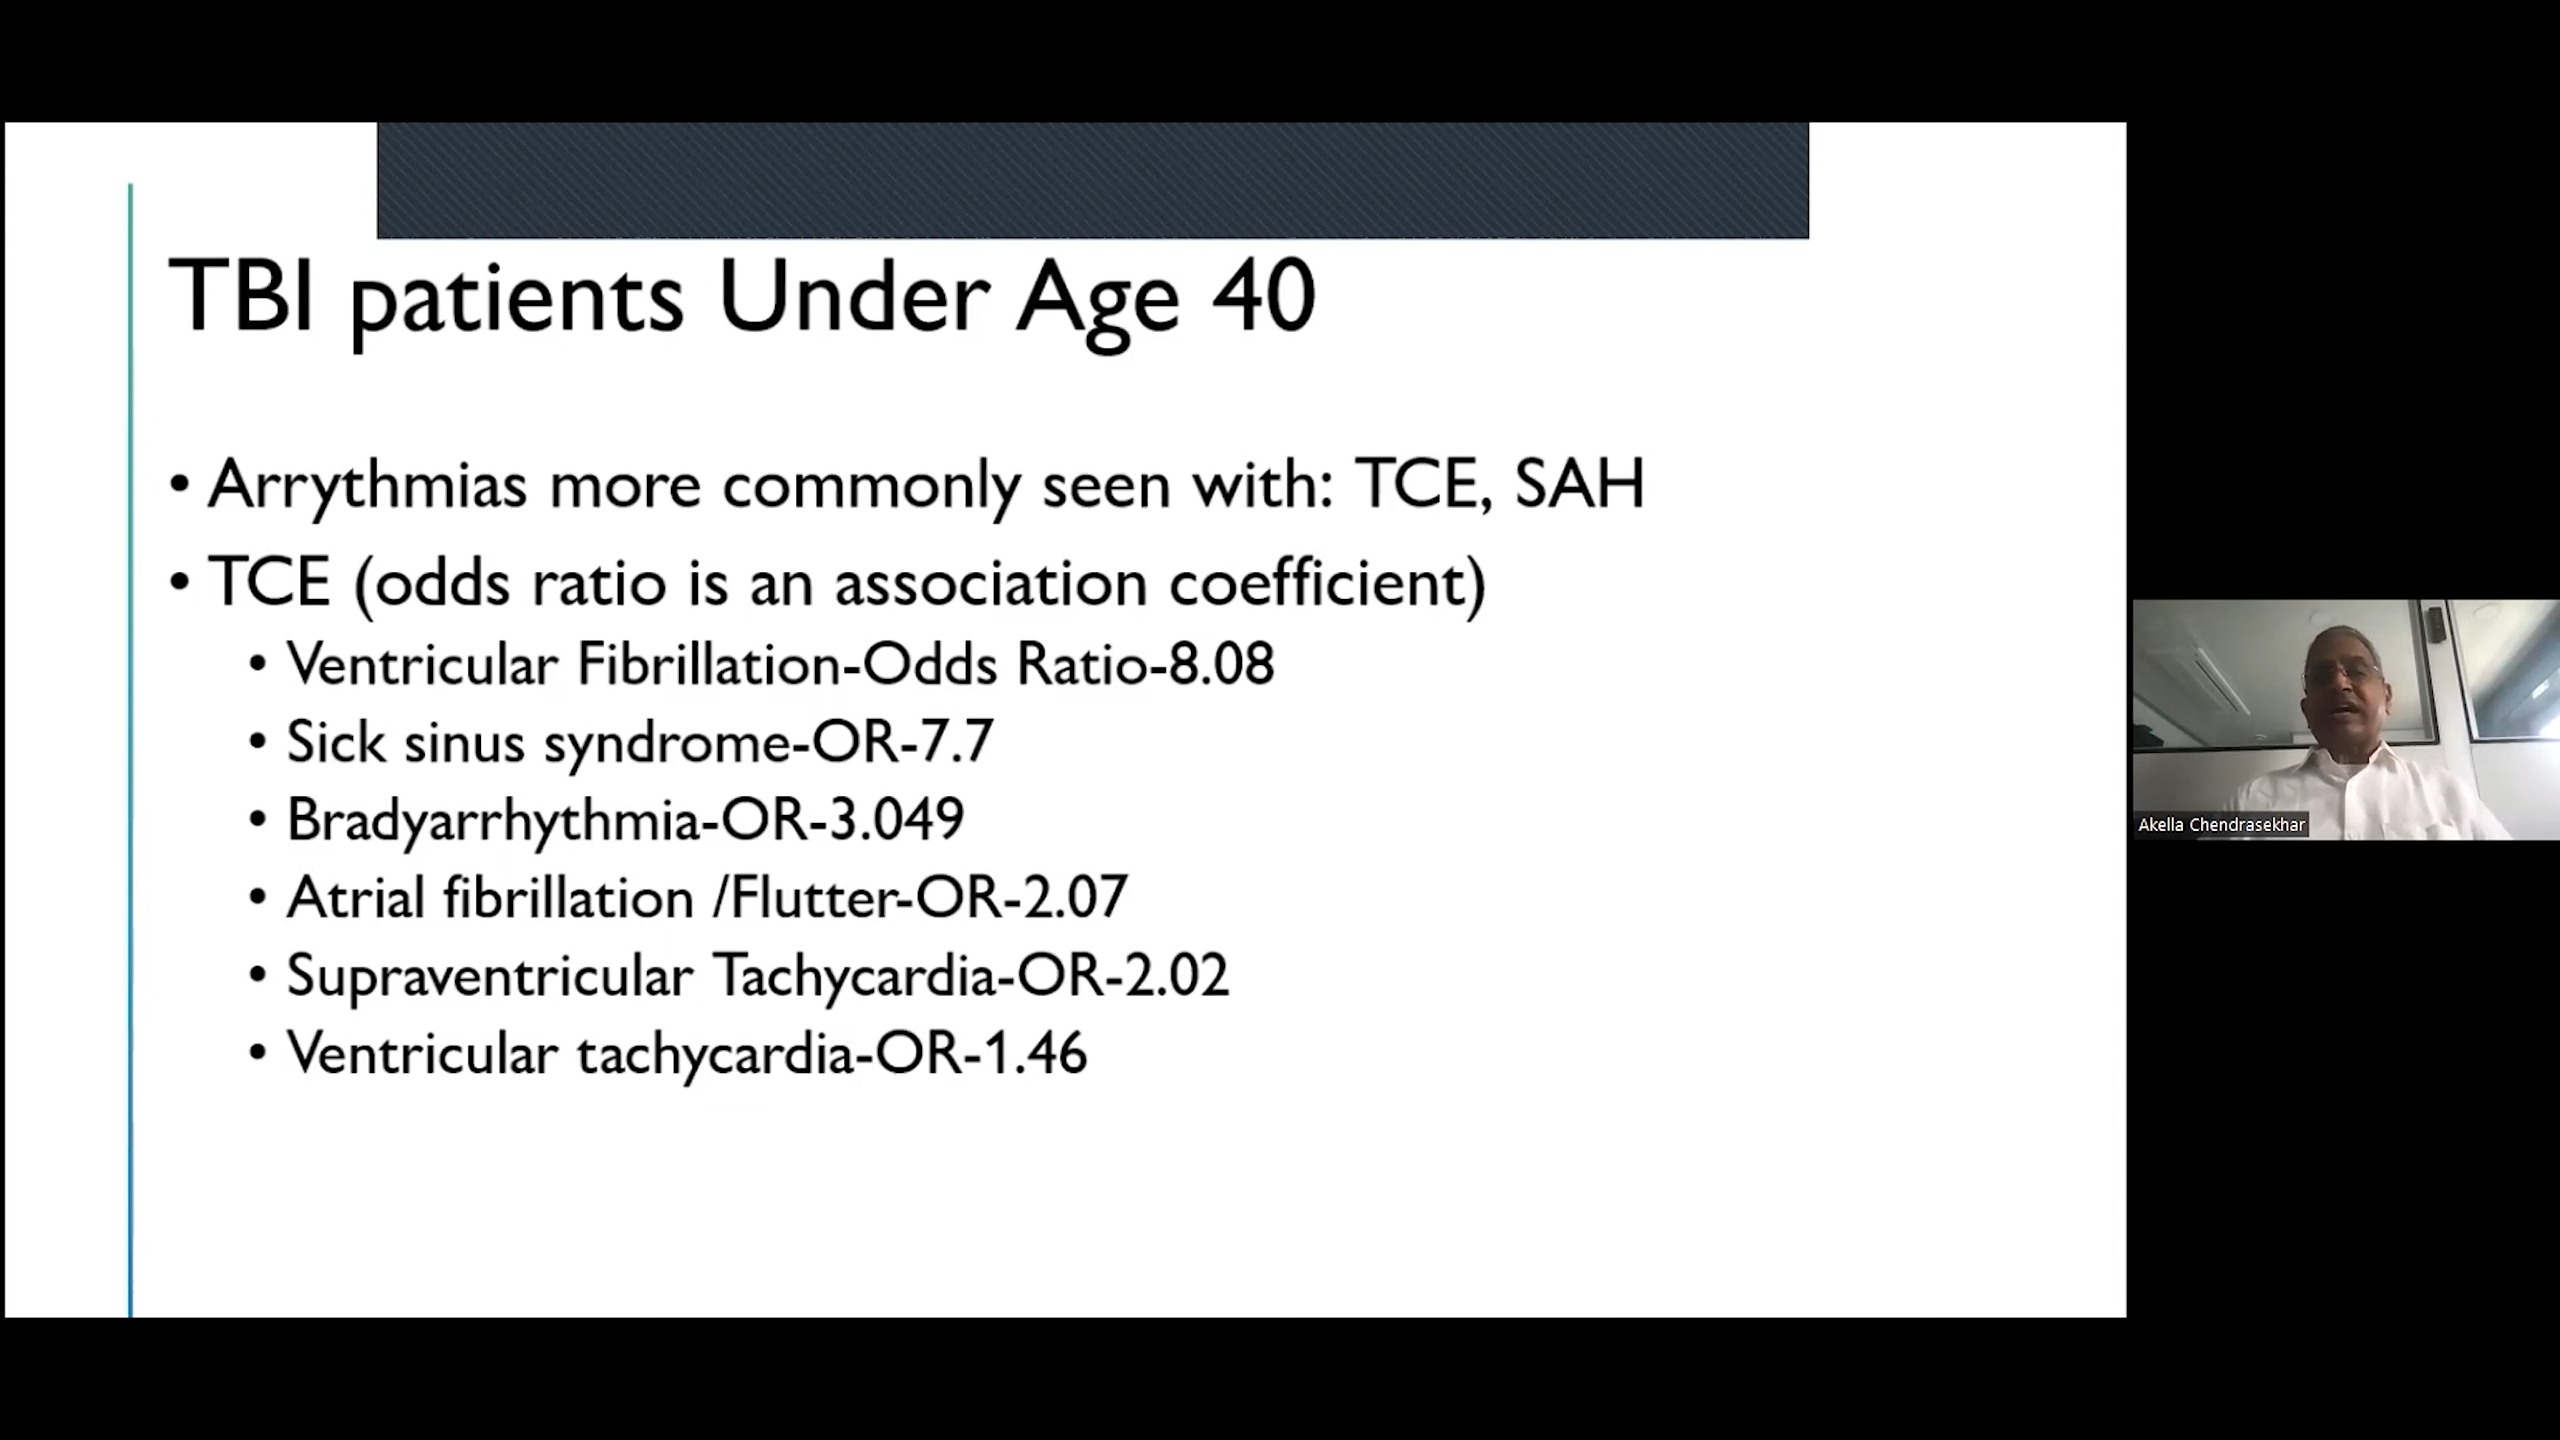 TBI patients Under Age 40
• Arrythmias more commonly seen with: TCE, SAH
• TCE (odds ratio is an association coefficient)
• Ventricular Fibrillation-Odds Ratio-8.08
• Sick sinus syndrome-OR-7.7
• Bradyarrhythmia-OR-3.049
• Atrial fibrillation /Flutter-OR-2.07
• Supraventricular Tachycardia-OR-2.02
• Ventricular tachycardia-OR-1.46
Akella Chendrasekhar